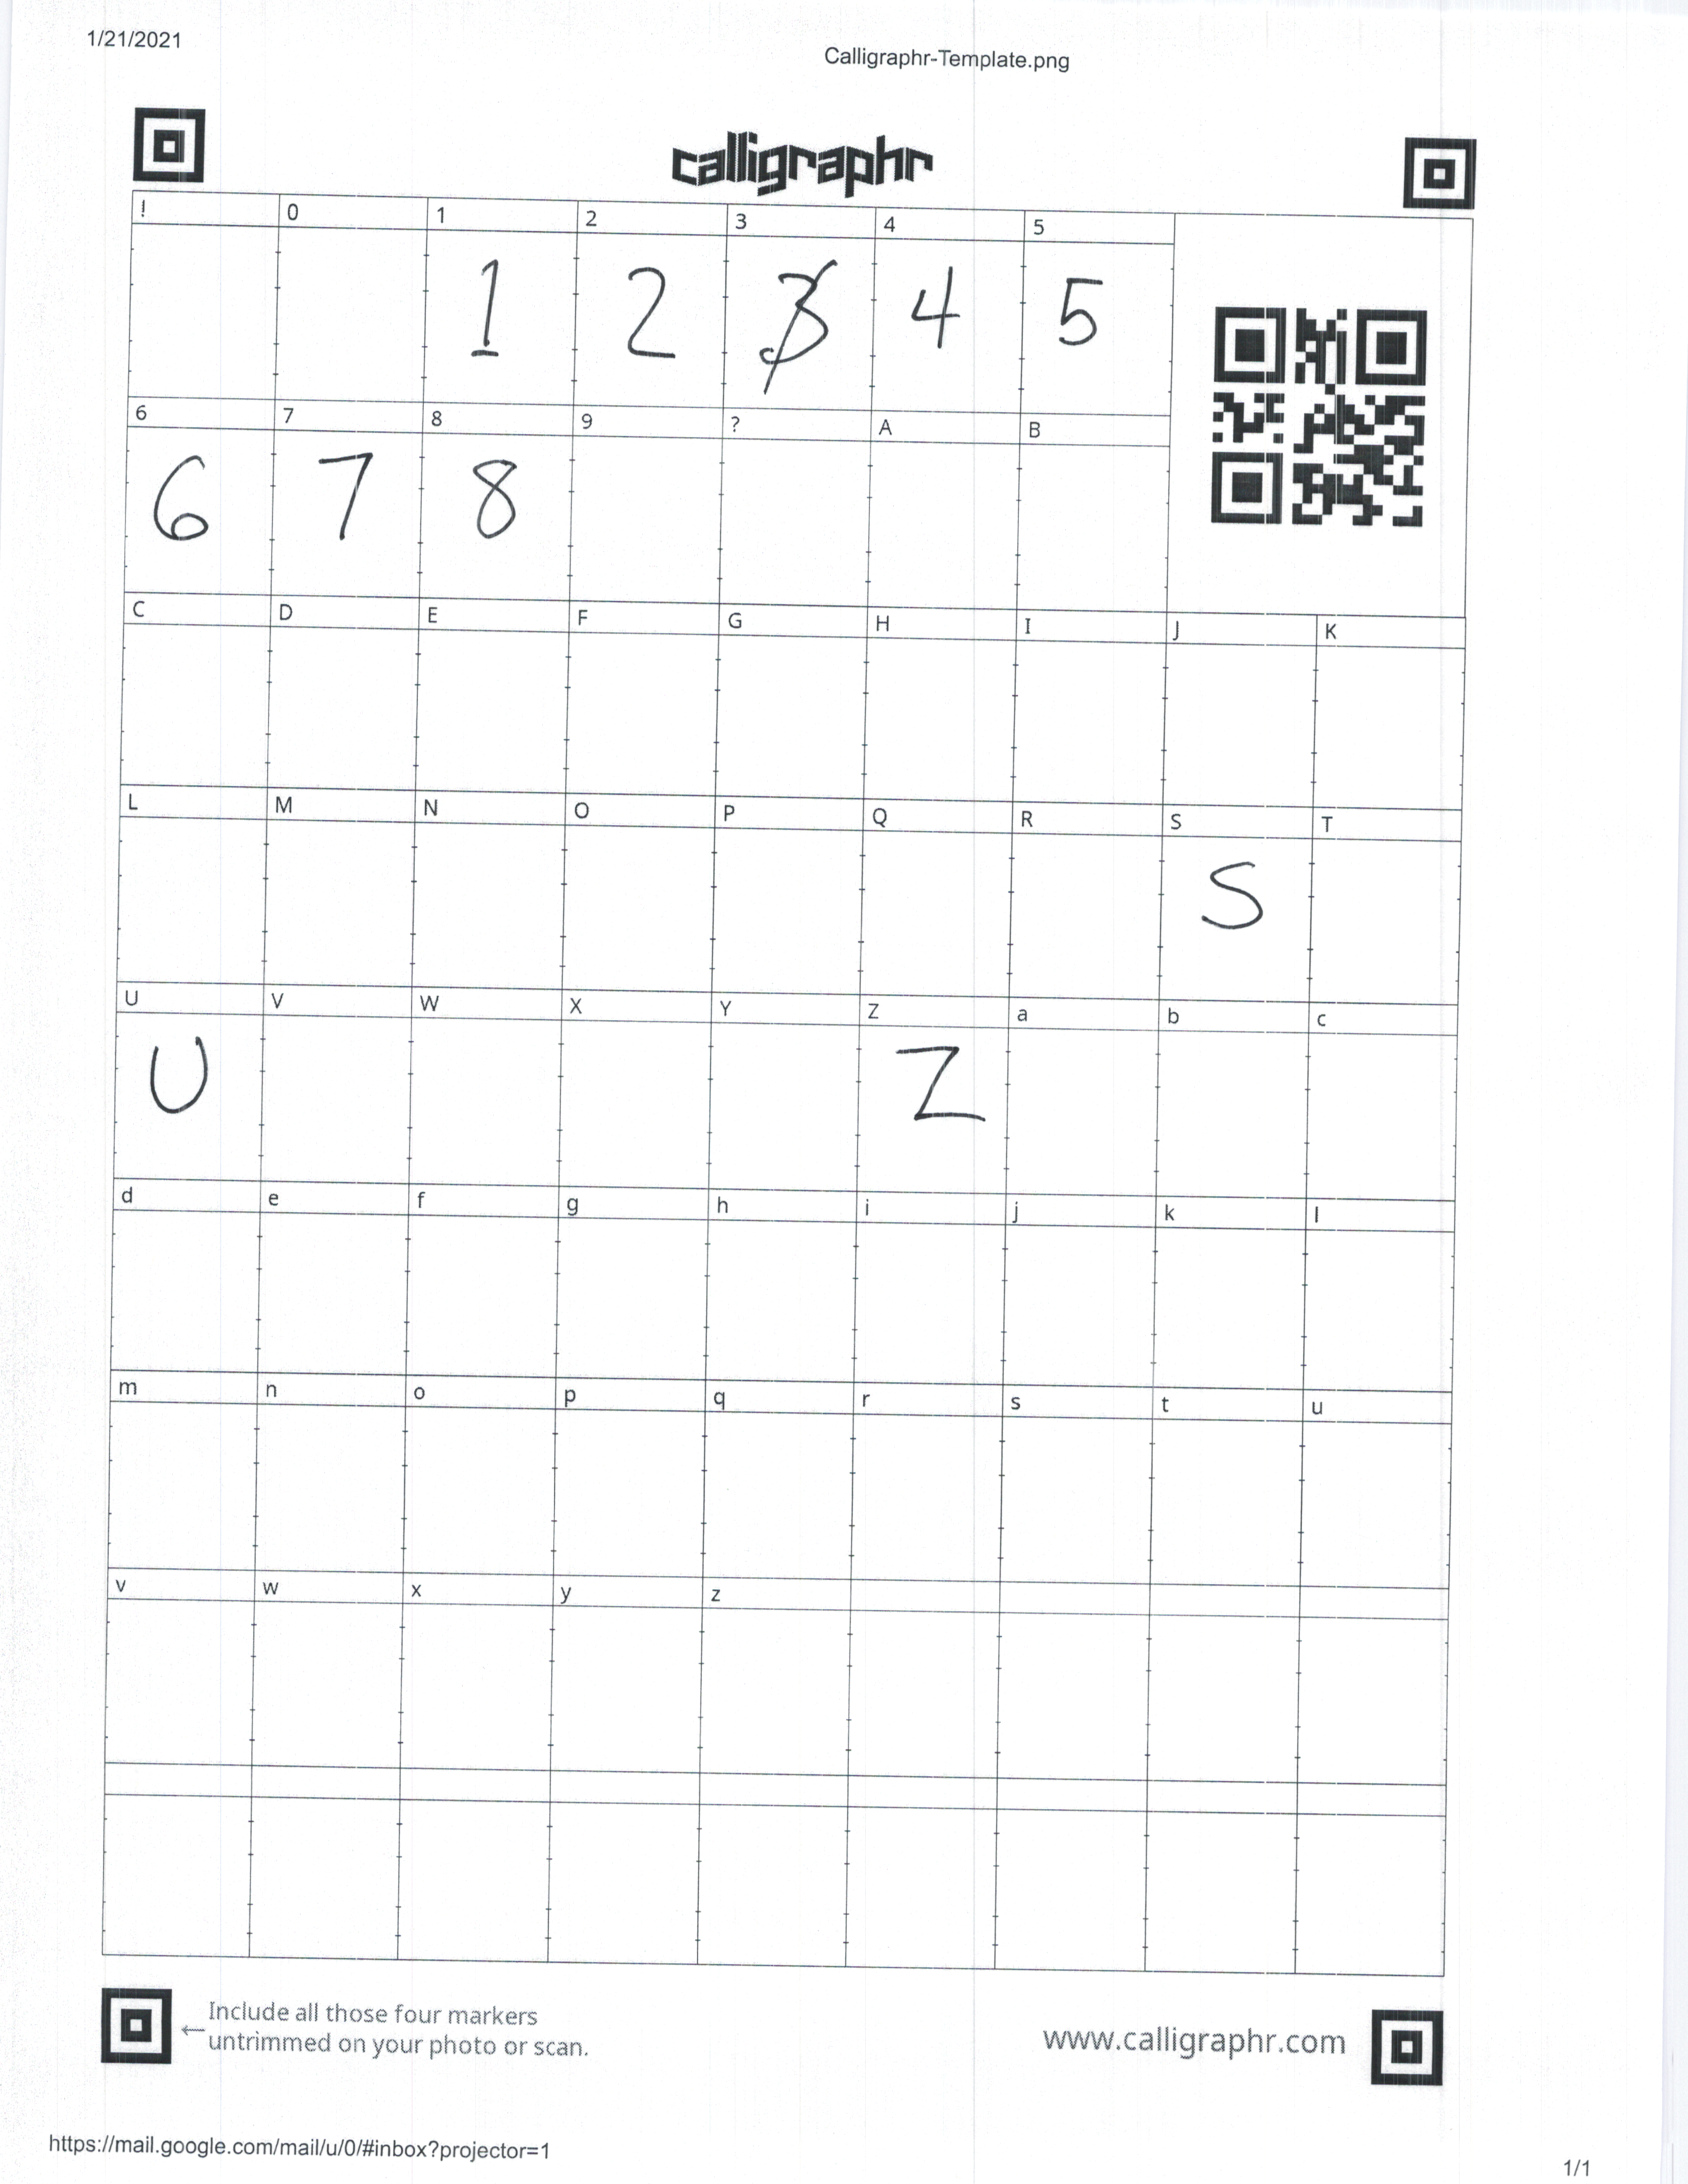 1/21/2021
Calligraphr-Template.png
calligraphr
! 0 1 2 3 4 5
1 2 3 4 5
6 7 8 9 ? A B
6 7 8
C D E F G H I J K
L M N O P Q R S T
S
U V W X Y Z a b c
U Z
d e f g h i j k l
m n o p q r s t u
v w x y z
← Include all those four markers
untrimmed on your photo or scan.
www.calligraphr.com
https://mail.google.com/mail/u/0/#inbox?projector=1
1/1